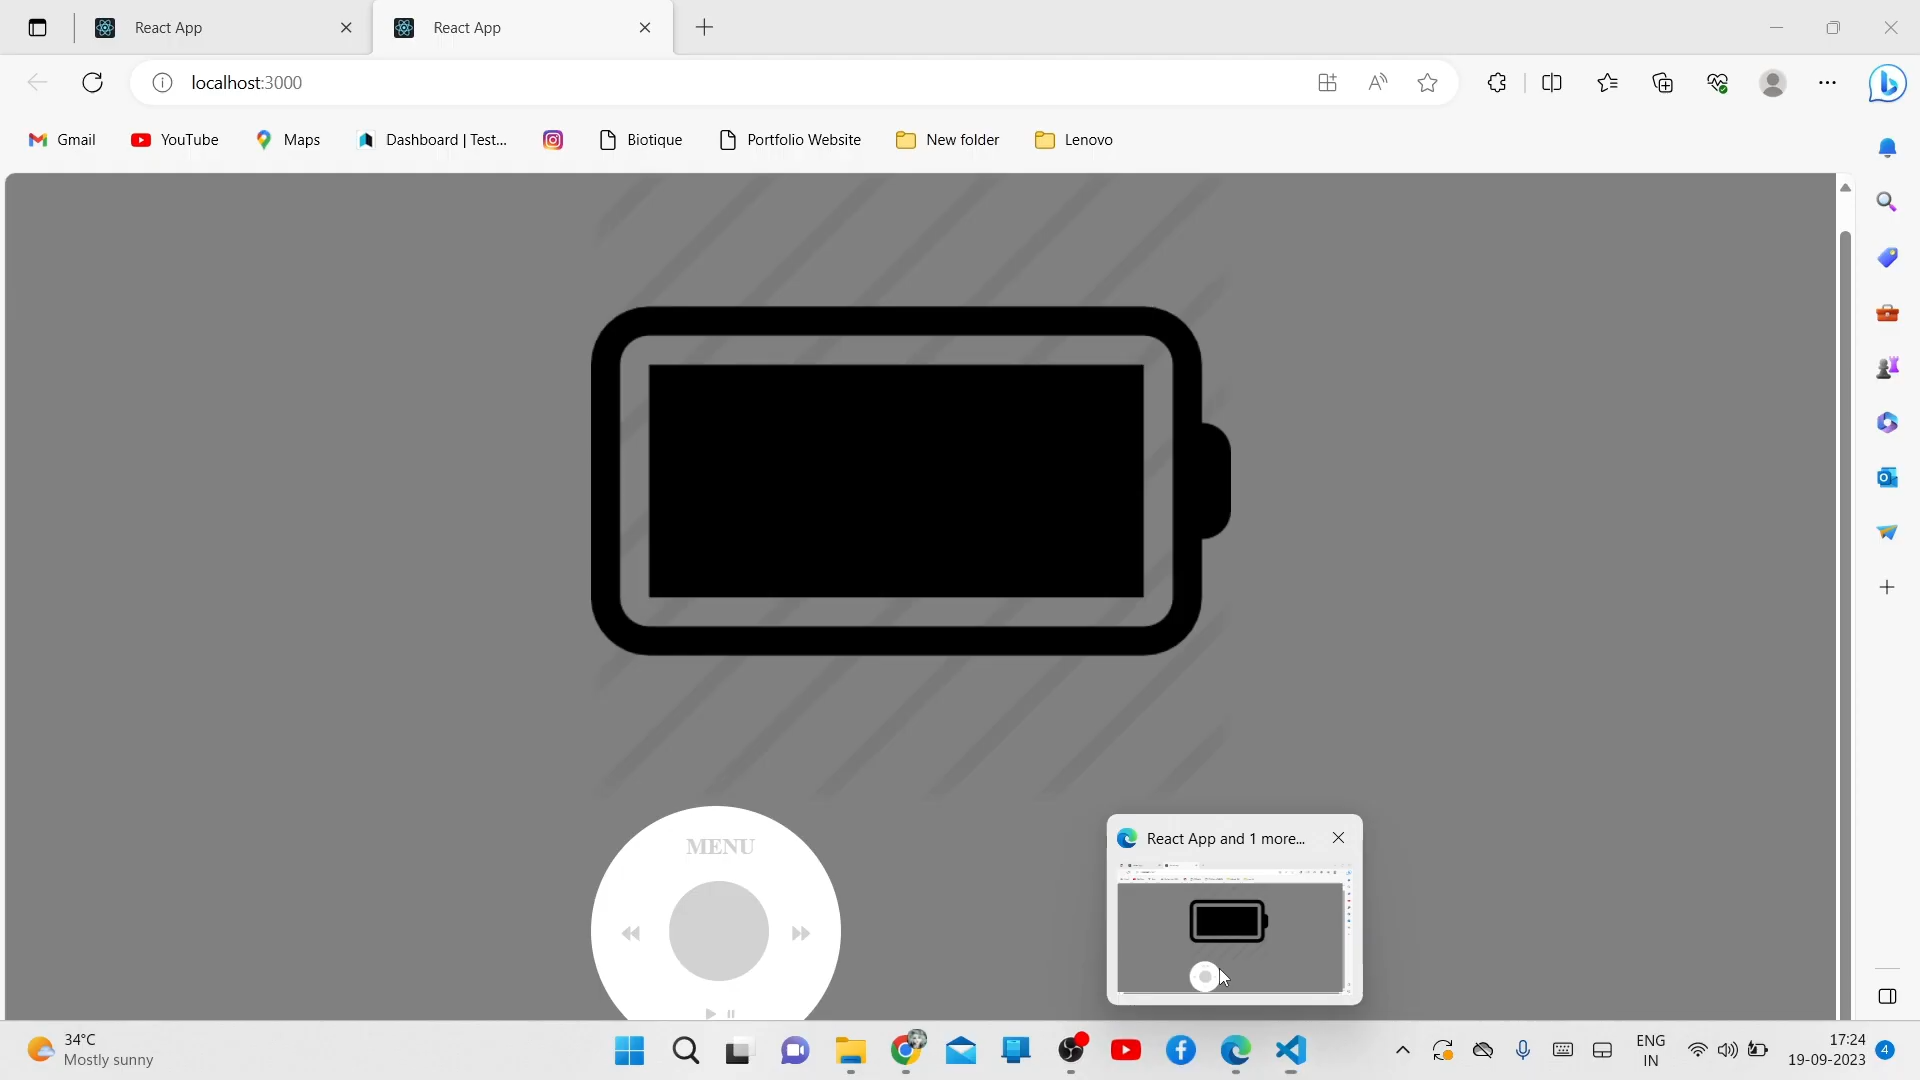 React App
React App
localhost:3000
Gmail
YouTube
Maps
Dashboard | Test...
Biotique
Portfolio Website
New folder
Lenovo
MENU
React App and 1 more...
34°C
Mostly sunny
ENG
IN
17:24
19-09-2023
4